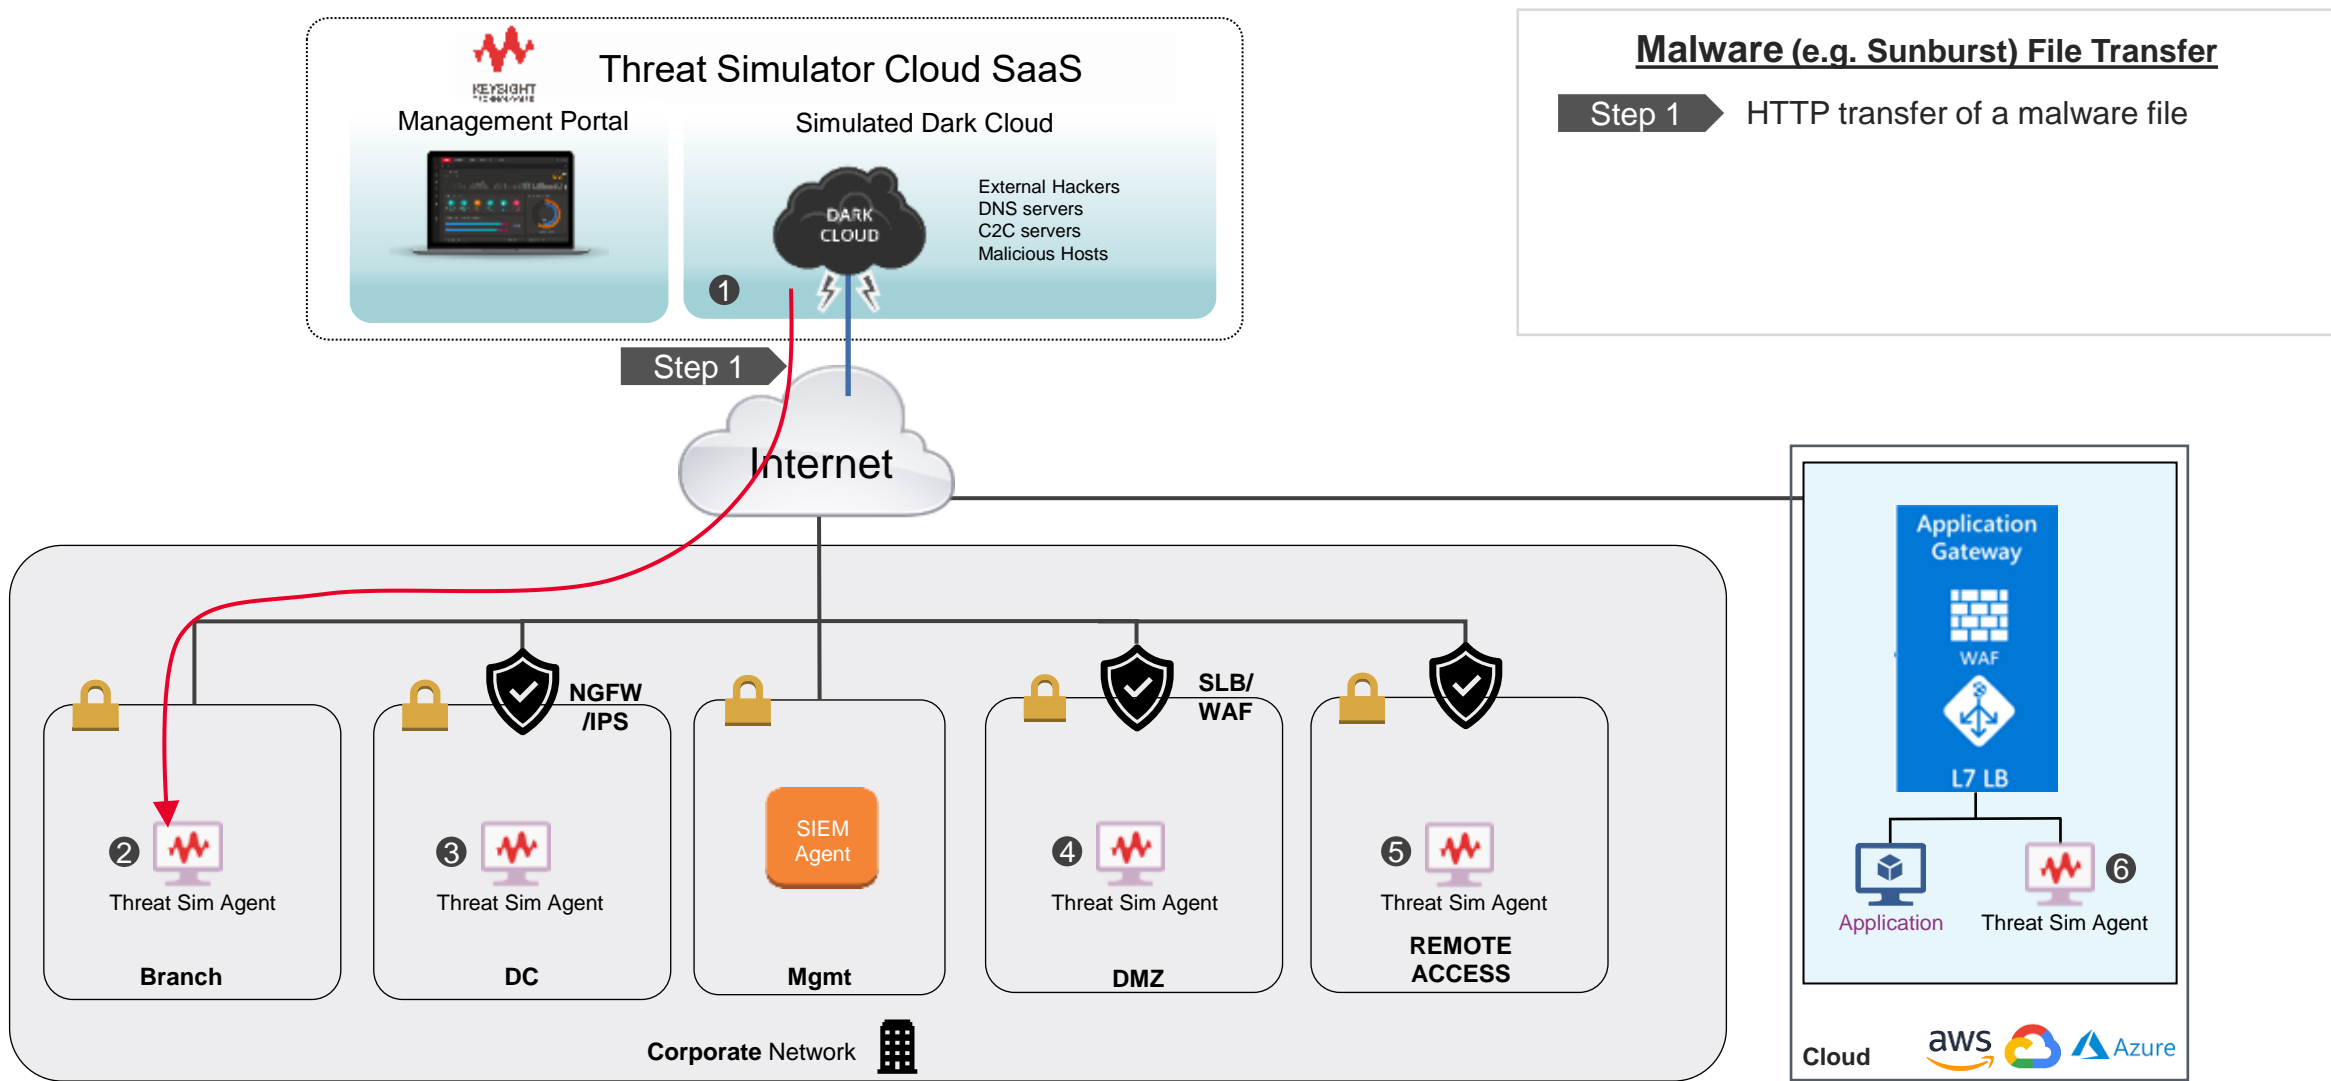 KEYSIGHT
TECHNOLOGIES
Threat Simulator Cloud SaaS
Management Portal
Simulated Dark Cloud
DARK
CLOUD
External Hackers
DNS servers
C2C servers
Malicious Hosts
1
Step 1
Malware (e.g. Sunburst) File Transfer
Step 1
HTTP transfer of a malware file
Internet
NGFW
/IPS
SLB/
WAF
2
Threat Sim Agent
Branch
3
Threat Sim Agent
DC
SIEM
Agent
Mgmt
4
Threat Sim Agent
DMZ
5
Threat Sim Agent
REMOTE
ACCESS
Corporate Network
Application
Gateway
WAF
L7 LB
Application
6
Threat Sim Agent
Cloud
aws
Azure